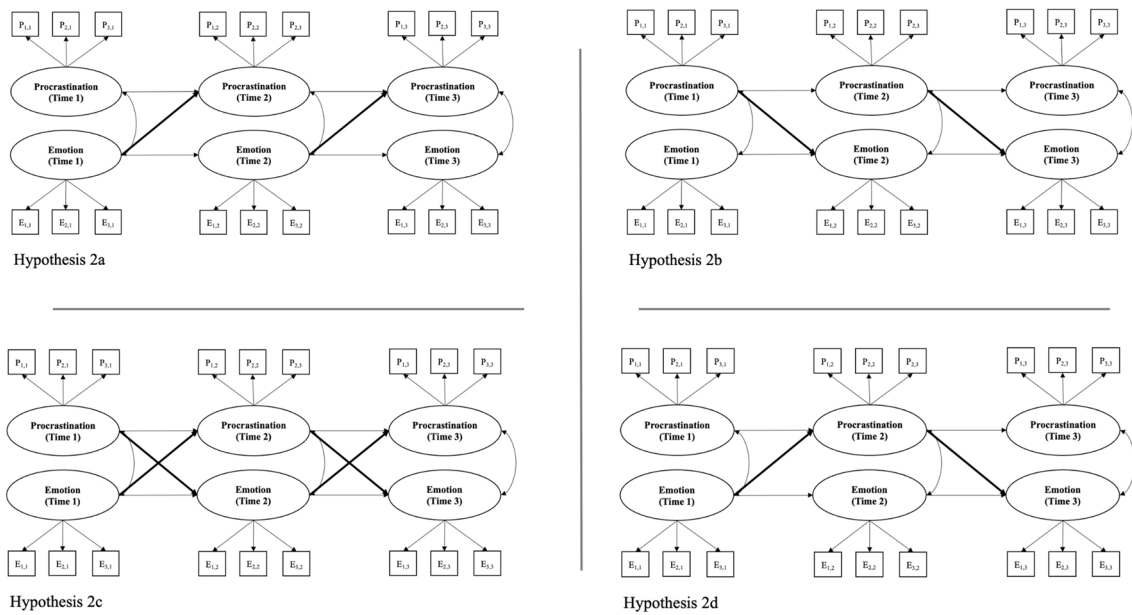 P1,1 P2,1 P3,1 P1,2 P2,2 P2,3 P1,3 P2,3 P3,3
Procrastination
(Time 1)
Procrastination
(Time 2)
Procrastination
(Time 3)
Emotion
(Time 1)
Emotion
(Time 2)
Emotion
(Time 3)
E1,1 E2,1 E3,1 E1,2 E2,2 E3,2 E1,3 E2,3 E3,3
Hypothesis 2a
P1,1 P2,1 P3,1 P1,2 P2,2 P2,3 P1,3 P2,3 P3,3
Procrastination
(Time 1)
Procrastination
(Time 2)
Procrastination
(Time 3)
Emotion
(Time 1)
Emotion
(Time 2)
Emotion
(Time 3)
E1,1 E2,1 E3,1 E1,2 E2,2 E3,2 E1,3 E2,3 E3,3
Hypothesis 2b
P1,1 P2,1 P3,1 P1,2 P2,2 P2,3 P1,3 P2,3 P3,3
Procrastination
(Time 1)
Procrastination
(Time 2)
Procrastination
(Time 3)
Emotion
(Time 1)
Emotion
(Time 2)
Emotion
(Time 3)
E1,1 E2,1 E3,1 E1,2 E2,2 E3,2 E1,3 E2,3 E3,3
Hypothesis 2c
P1,1 P2,1 P3,1 P1,2 P2,2 P2,3 P1,3 P2,3 P3,3
Procrastination
(Time 1)
Procrastination
(Time 2)
Procrastination
(Time 3)
Emotion
(Time 1)
Emotion
(Time 2)
Emotion
(Time 3)
E1,1 E2,1 E3,1 E1,2 E2,2 E3,2 E1,3 E2,3 E3,3
Hypothesis 2d